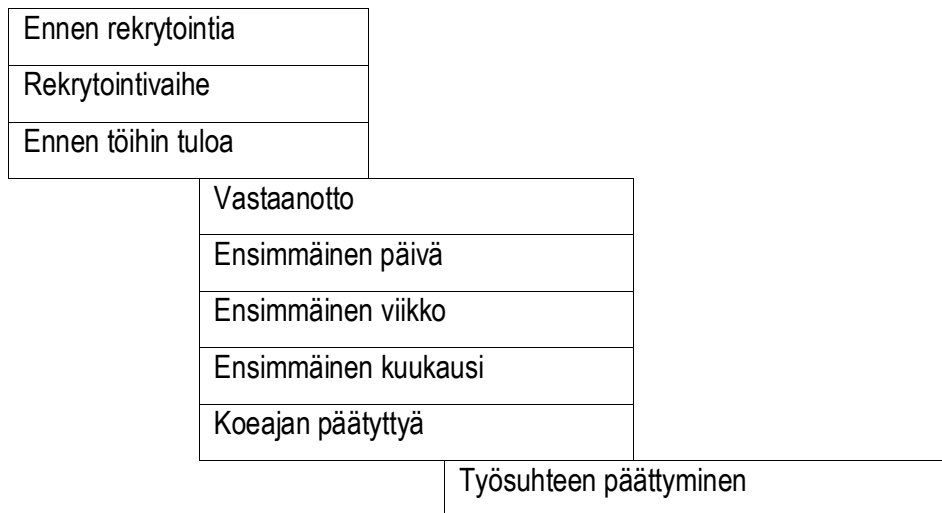 Ennen rekrytointia
Rekrytointivaihe
Ennen töihin tuloa
Vastaanotto
Ensimmäinen päivä
Ensimmäinen viikko
Ensimmäinen kuukausi
Koeajan päätyttyä
Työsuhteen päättyminen